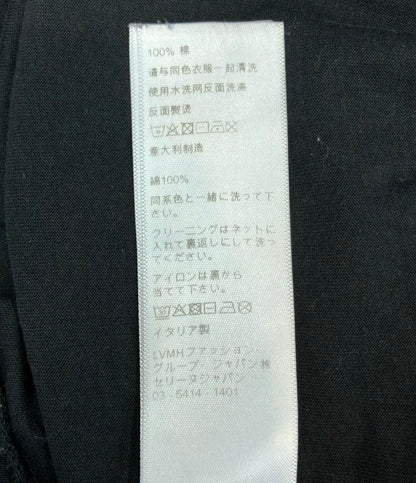 100% 棉
请与同色衣服一起清洗
使用水洗网反面洗涤
反面熨烫
意大利制造
綿100%
同系色と一緒に洗って下
さい。
クリーニングはネットに
入れて裏返しにして洗っ
てください。
アイロンは裏から
当てて下さい。
イタリア製
LVMHファッション・
グループ・ジャパン㈱
セリーヌジャパン
03-5414-1401